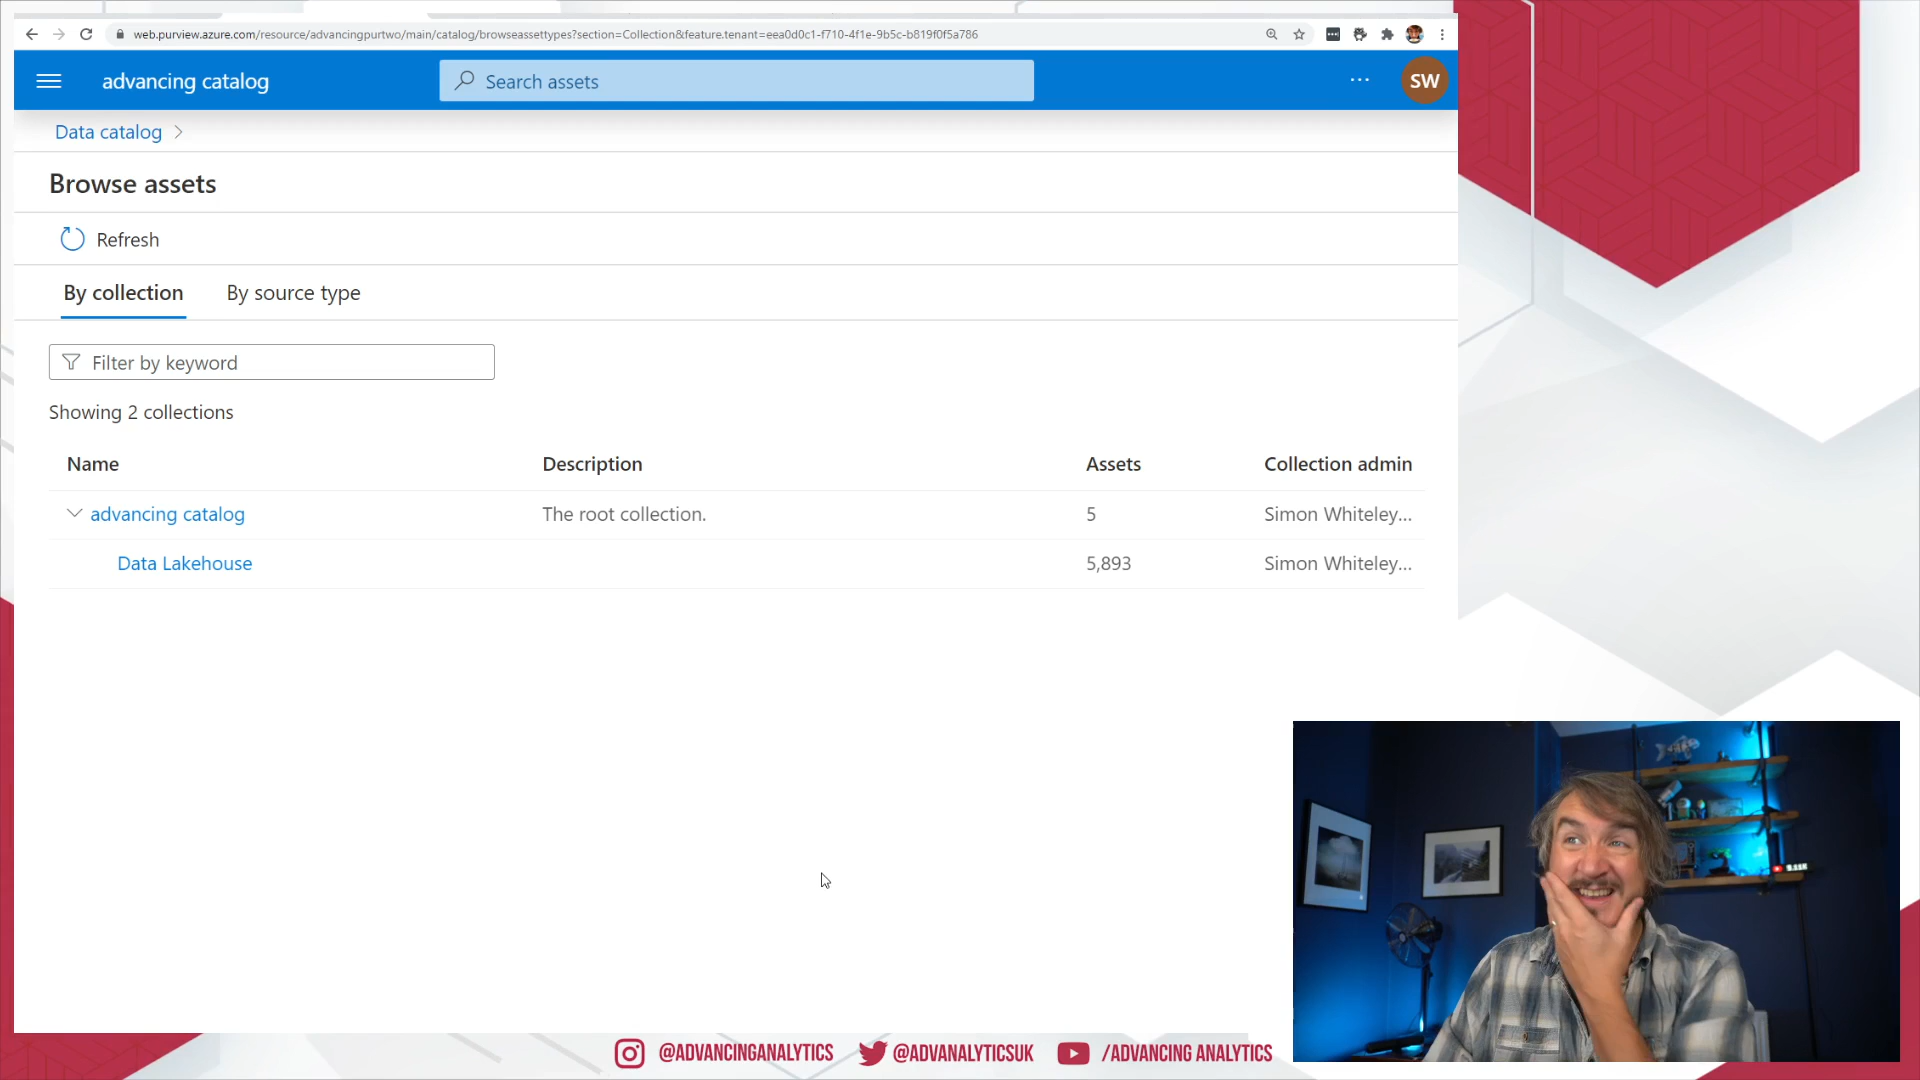 web.purview.azure.com/resource/advancingpurtwo/main/catalog/browseassettypes?section=Collection&feature.tenant=eea0d0c1-f710-4f1e-9b5c-b819f0f5a786
advancing catalog
Search assets
SW
Data catalog
Browse assets
Refresh
By collection
By source type
Filter by keyword
Showing 2 collections
Name Description Assets Collection admin
advancing catalog The root collection. 5 Simon Whiteley...
Data Lakehouse 5,893 Simon Whiteley...
@ADVANCINGANALYTICS @ADVANALYTICSUK /ADVANCING ANALYTICS